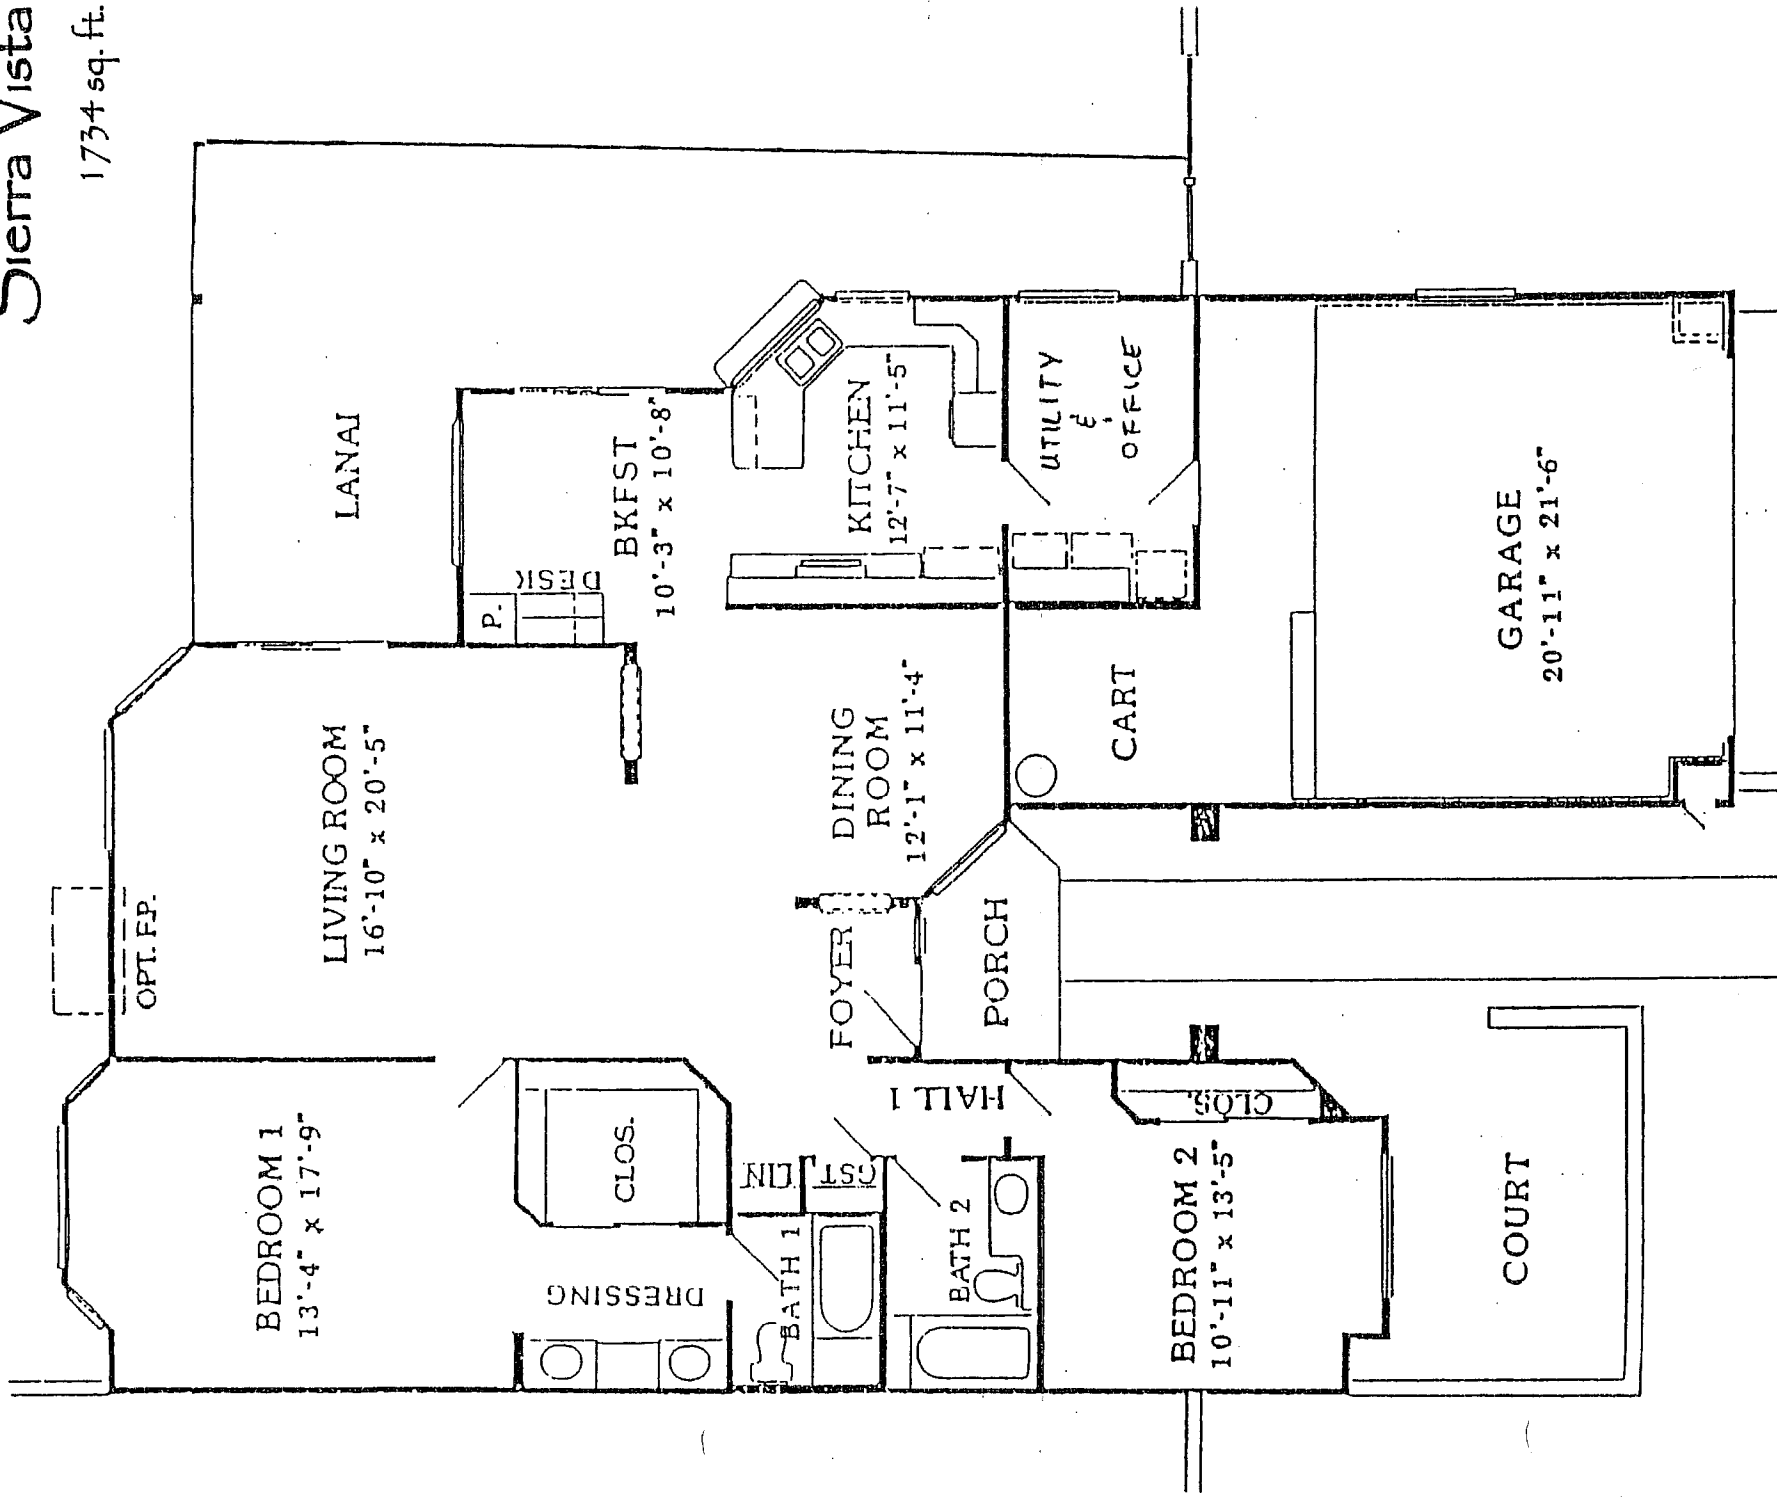 Sierra Vista
1734 sq. ft.
LANAI
OPT. FP.
LIVING ROOM
16'-10" x 20'-5"
P.
DESK
BKFST
10'-3" x 10'-8"
KITCHEN
12'-7" x 11'-5"
UTILITY
&
OFFICE
DINING
ROOM
12'-1" x 11'-4"
CART
GARAGE
20'-11" x 21'-6"
FOYER
PORCH
HALL 1
BEDROOM 1
13'-4" x 17'-9"
CLOS.
DRESSING
LIN
GST
BATH 1
BATH 2
CLOS.
BEDROOM 2
10'-11" x 13'-5"
COURT